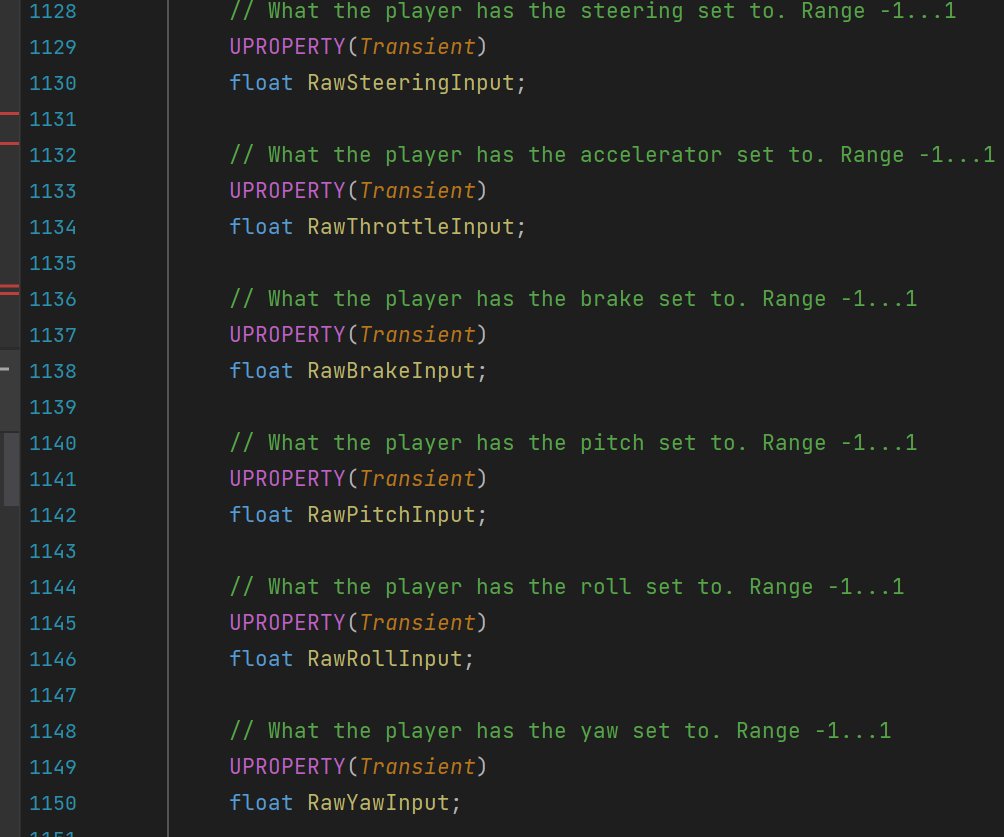 1128 // What the player has the steering set to. Range -1...1
1129 UPROPERTY(Transient)
1130 float RawSteeringInput;
1131
1132 // What the player has the accelerator set to. Range -1...1
1133 UPROPERTY(Transient)
1134 float RawThrottleInput;
1135
1136 // What the player has the brake set to. Range -1...1
1137 UPROPERTY(Transient)
1138 float RawBrakeInput;
1139
1140 // What the player has the pitch set to. Range -1...1
1141 UPROPERTY(Transient)
1142 float RawPitchInput;
1143
1144 // What the player has the roll set to. Range -1...1
1145 UPROPERTY(Transient)
1146 float RawRollInput;
1147
1148 // What the player has the yaw set to. Range -1...1
1149 UPROPERTY(Transient)
1150 float RawYawInput;
1151